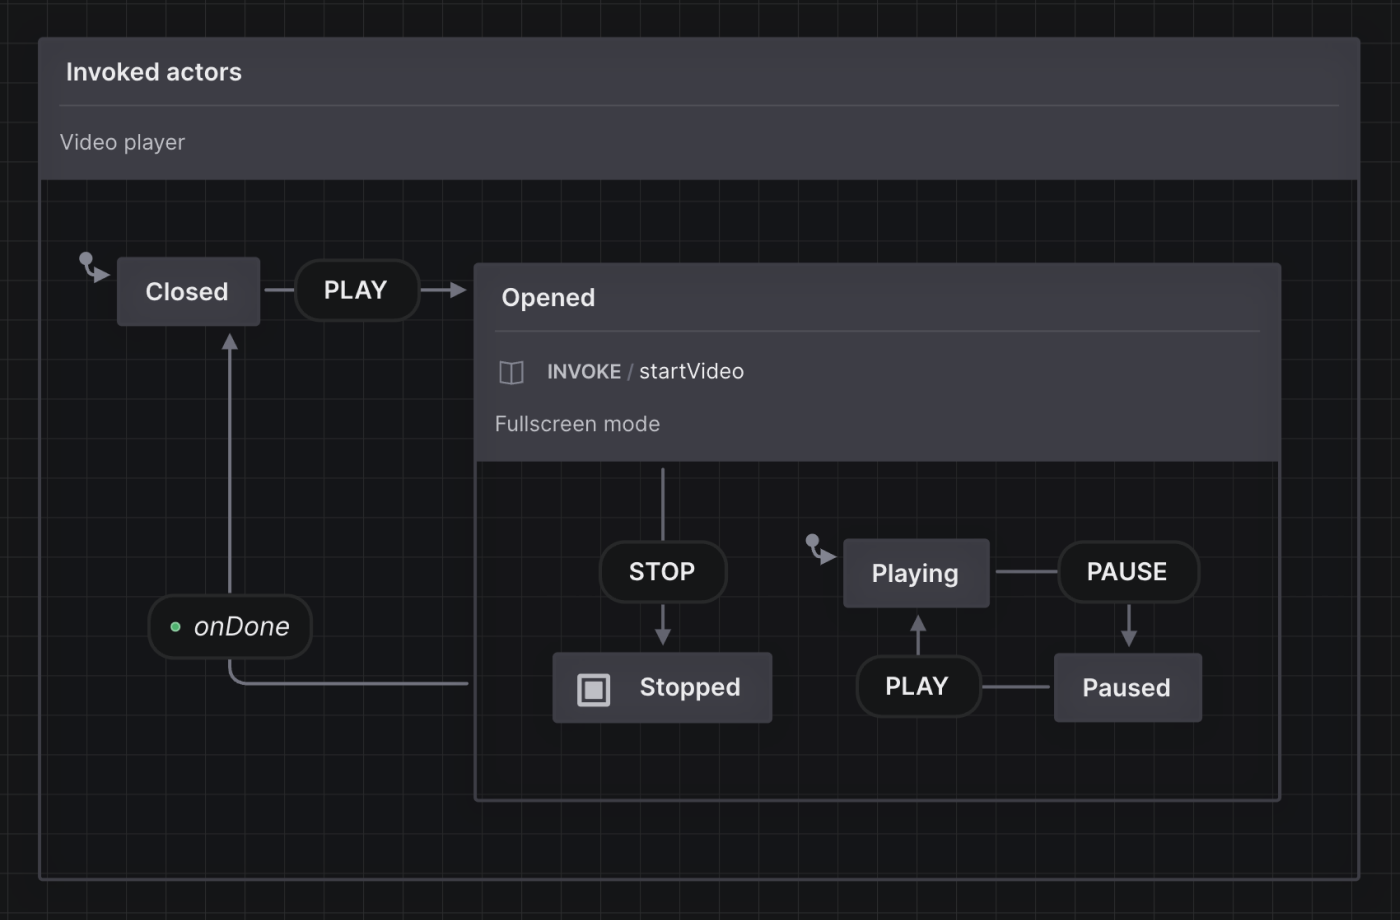 Invoked actors
Video player
Closed
PLAY
Opened
INVOKE / startVideo
Fullscreen mode
STOP
Playing
PAUSE
onDone
Stopped
PLAY
Paused